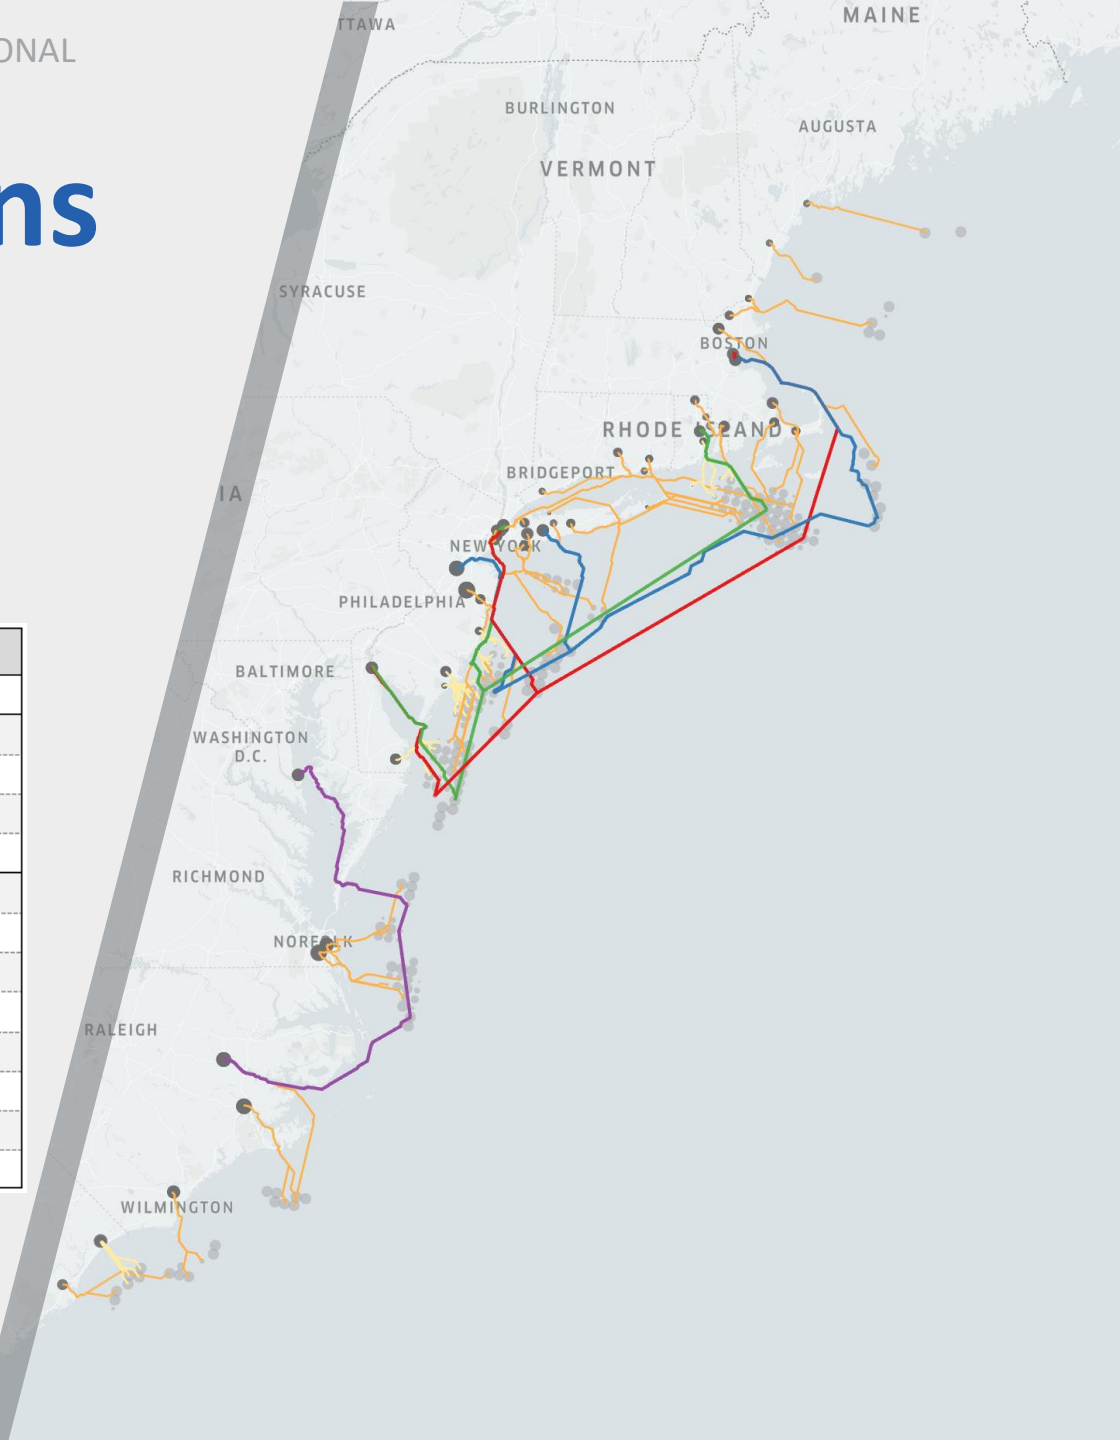 ONAL
ns
TTAWA
MAINE
BURLINGTON
AUGUSTA
VERMONT
SYRACUSE
BOSTON
RHODE ISLAND
BRIDGEPORT
IA
NEW YORK
PHILADELPHIA
BALTIMORE
WASHINGTON
D.C.
RICHMOND
NORFOLK
RALEIGH
WILMINGTON